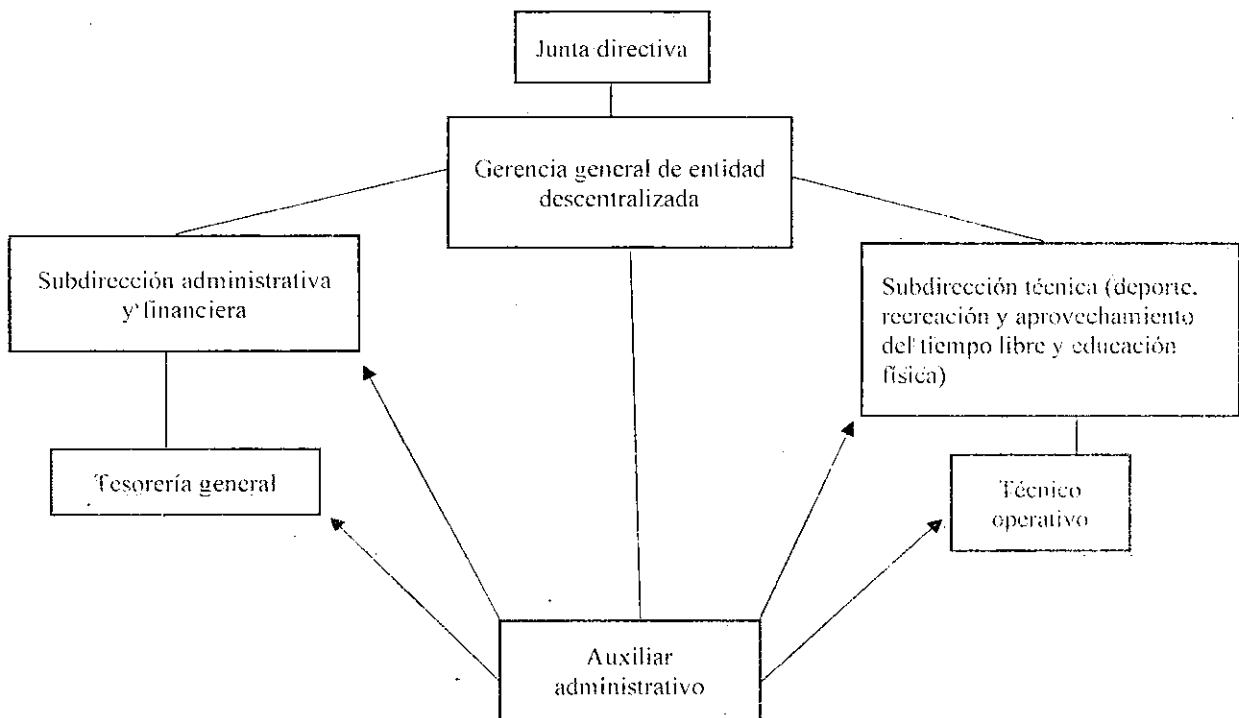 Junta directiva
Gerencia general de entidad
descentralizada
Subdirección administrativa
y financiera
Subdirección técnica (deporte,
recreación y aprovechamiento
del tiempo libre y educación
física)
Tesorería general
Técnico
operativo
Auxiliar
administrativo